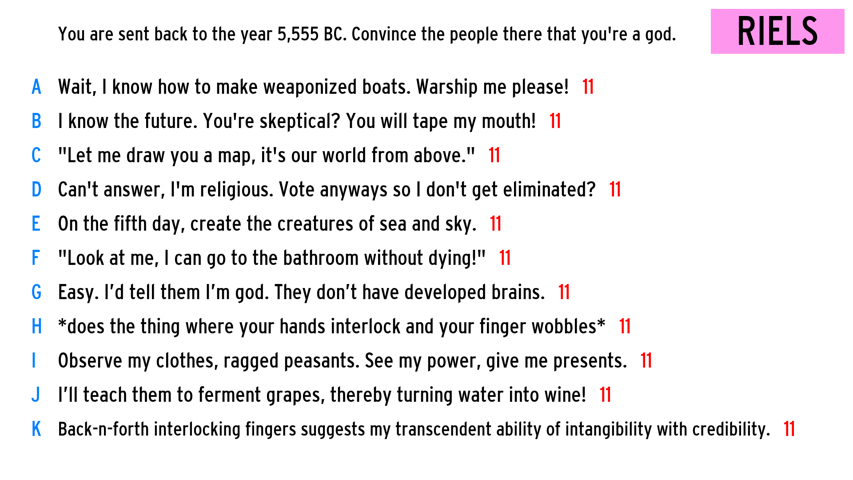 You are sent back to the year 5,555 BC. Convince the people there that you're a god.
RIELS
A Wait, I know how to make weaponized boats. Warship me please! 11
B I know the future. You're skeptical? You will tape my mouth! 11
C "Let me draw you a map, it's our world from above." 11
D Can't answer, I'm religious. Vote anyways so I don't get eliminated? 11
E On the fifth day, create the creatures of sea and sky. 11
F "Look at me, I can go to the bathroom without dying!" 11
G Easy. I’d tell them I’m god. They don’t have developed brains. 11
H *does the thing where your hands interlock and your finger wobbles* 11
I Observe my clothes, ragged peasants. See my power, give me presents. 11
J I’ll teach them to ferment grapes, thereby turning water into wine! 11
K Back-n-forth interlocking fingers suggests my transcendent ability of intangibility with credibility. 11